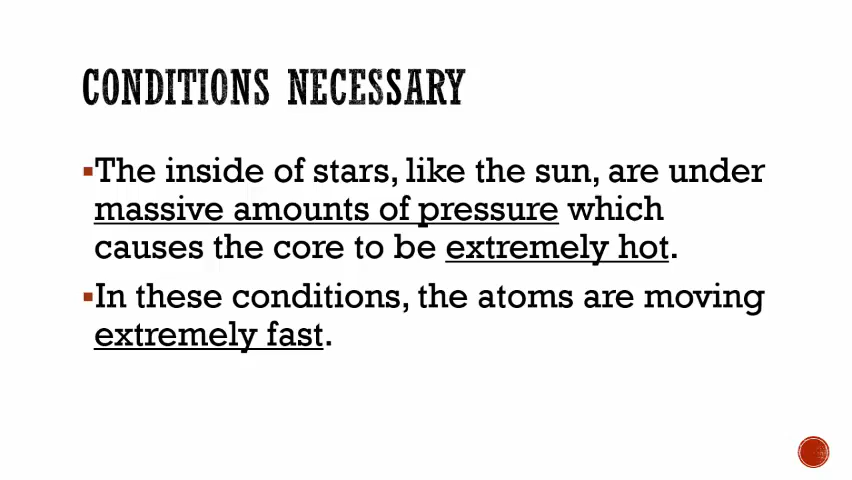 CONDITIONS NECESSARY
▪The inside of stars, like the sun, are under
massive amounts of pressure which
causes the core to be extremely hot.
▪In these conditions, the atoms are moving
extremely fast.